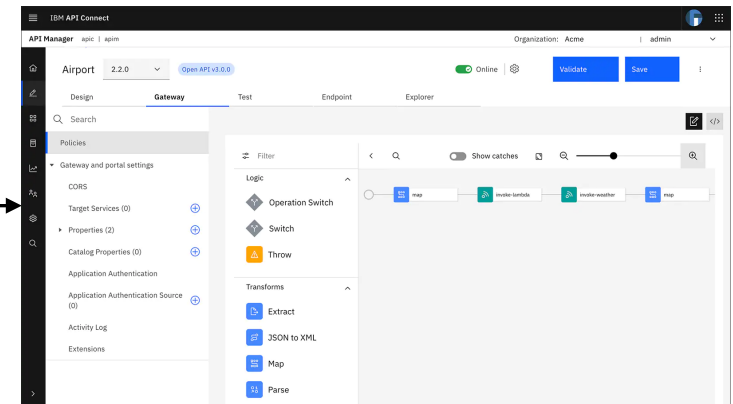 IBM API Connect
API Manager apic | apim
Organization: Acme | admin
Airport 2.2.0 Open API v3.0.0
Online Validate Save
Design Gateway Test Endpoint Explorer
Search
Policies
Gateway and portal settings
CORS
Target Services (0)
Properties (2)
Catalog Properties (0)
Application Authentication
Application Authentication Source
(0)
Activity Log
Extensions
Filter
Logic
Operation Switch
Switch
Throw
Transforms
Extract
JSON to XML
Map
Parse
Show catches
map invoke-lambda invoke-weather map